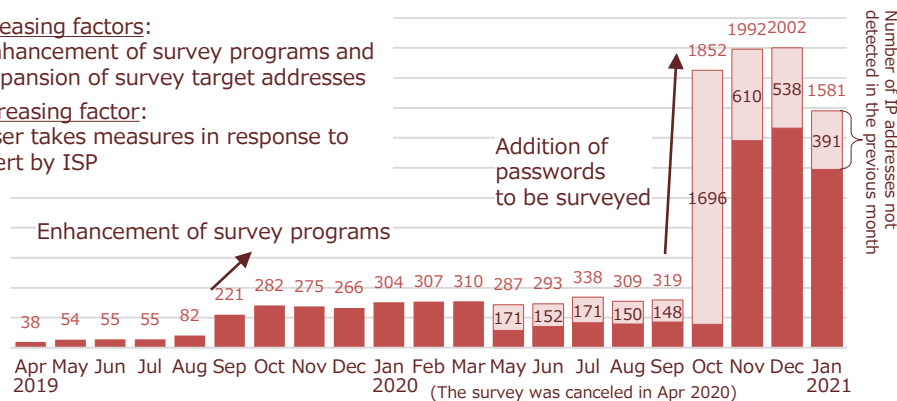 easing factors:
hancement of survey programs and
pansion of survey target addresses
reasing factor:
ser takes measures in response to
ert by ISP
Enhancement of survey programs
Addition of
passwords
to be surveyed
Number of IP addresses not
detected in the previous month
38 54 55 55 82 221 282 275 266 304 307 310 287 293 338 309 319 1852 1992 2002 1581
171 152 171 150 148 1696 610 538 391
Apr May Jun Jul Aug Sep Oct Nov Dec Jan Feb Mar May Jun Jul Aug Sep Oct Nov Dec Jan
2019 2020 2021
(The survey was canceled in Apr 2020)